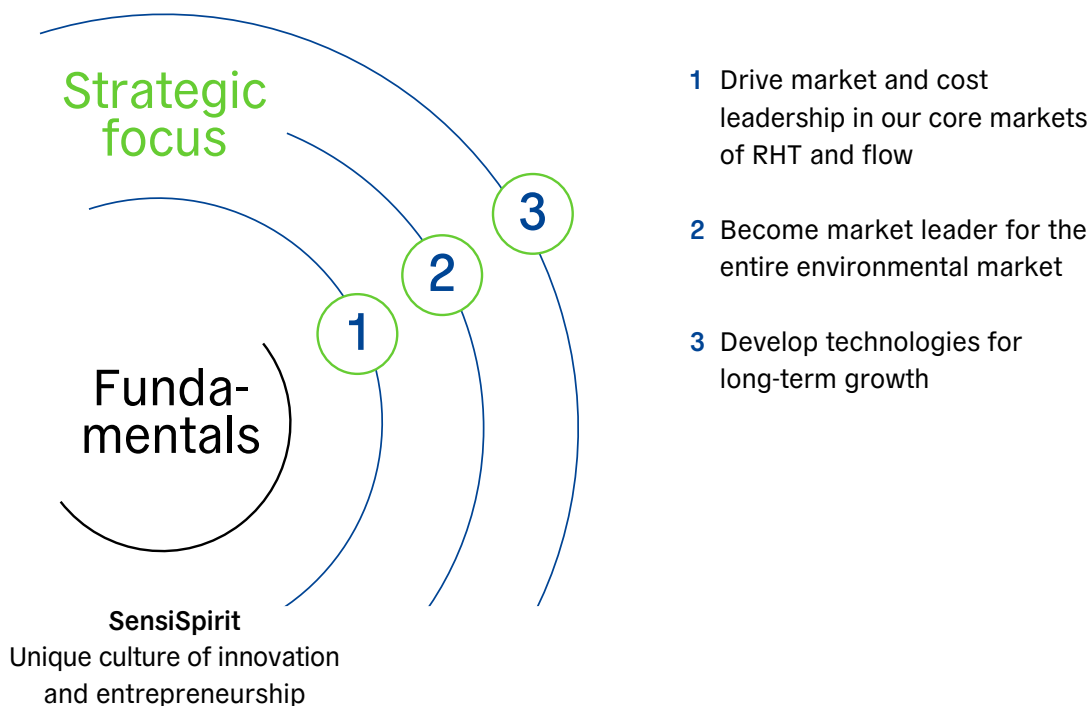 Strategic
focus
1
2
3
Funda-
mentals
SensiSpirit
Unique culture of innovation
and entrepreneurship
1 Drive market and cost
leadership in our core markets
of RHT and flow
2 Become market leader for the
entire environmental market
3 Develop technologies for
long-term growth